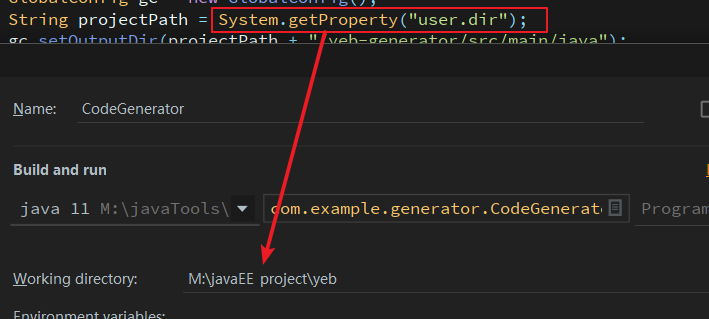 GlobalConfig gc = new GlobalConfig();
String projectPath = System.getProperty("user.dir");
gc.setOutputDir(projectPath + "/yeb-generator/src/main/java");
Name: CodeGenerator
Build and run
java 11 M:\javaTools\ com.example.generator.CodeGenerato Program
Working directory: M:\javaEE project\yeb
Environment variables: